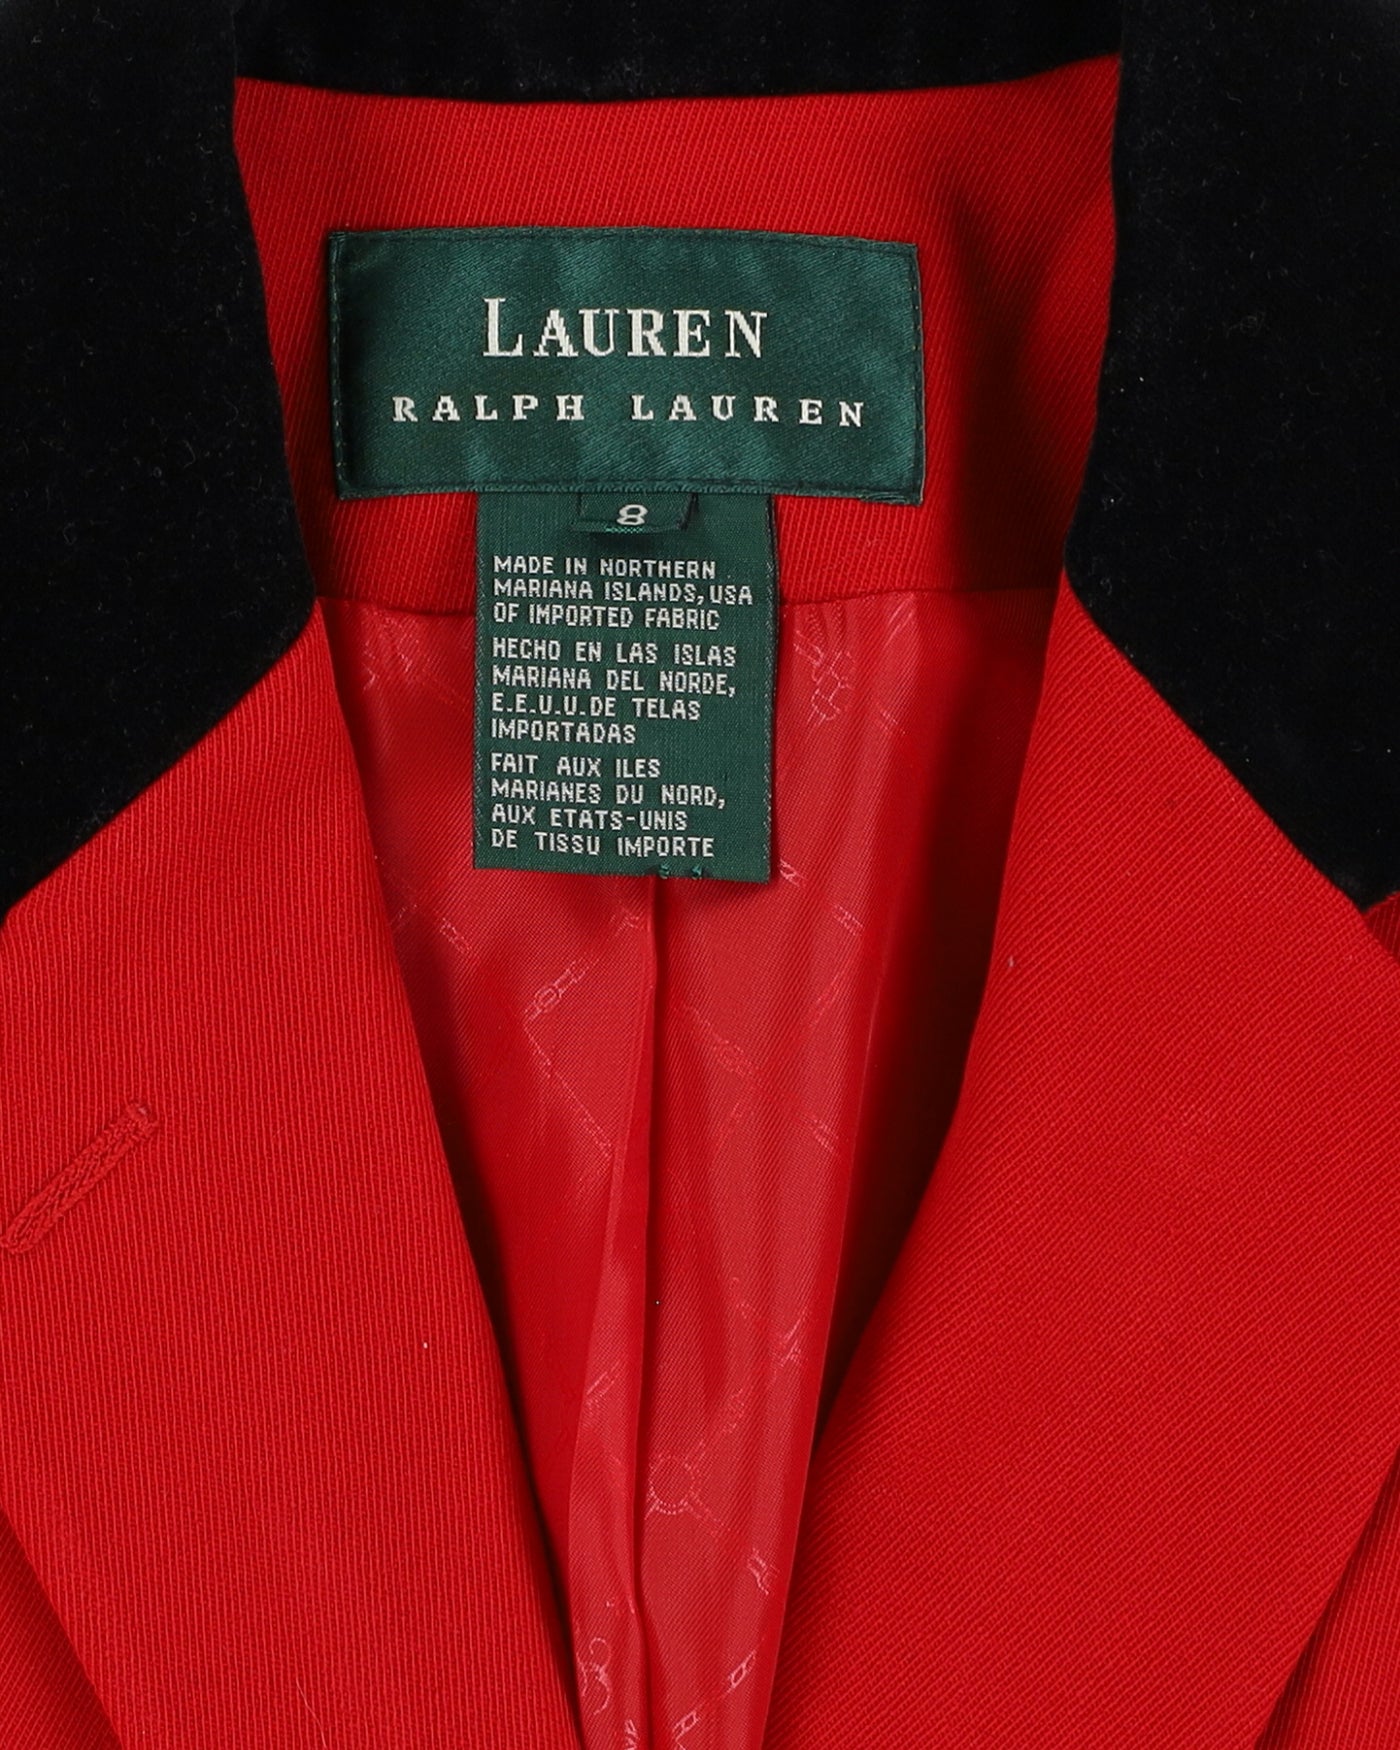 LAUREN
RALPH LAUREN
8
MADE IN NORTHERN
MARIANA ISLANDS, USA
OF IMPORTED FABRIC
HECHO EN LAS ISLAS
MARIANA DEL NORDE,
E.E.U.U.DE TELAS
IMPORTADAS
FAIT AUX ILES
MARIANES DU NORD,
AUX ETATS-UNIS
DE TISSU IMPORTE